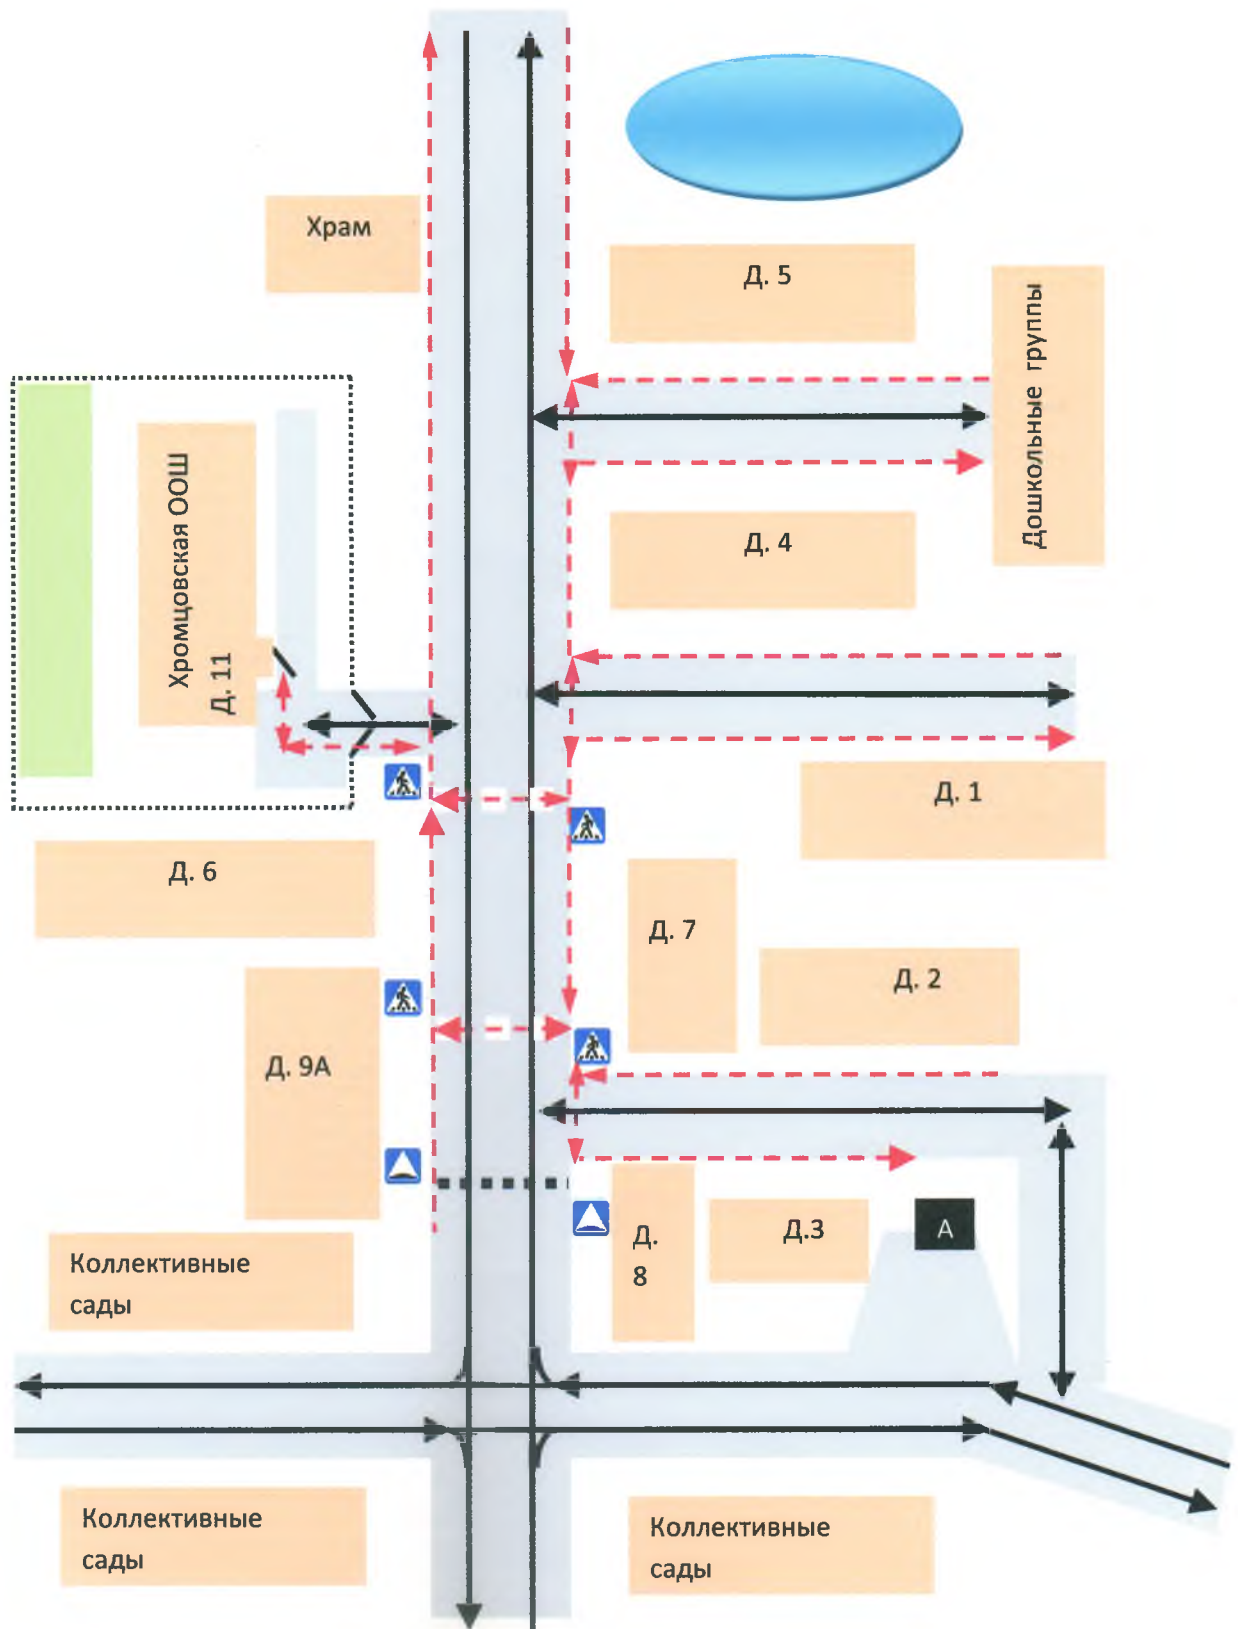 Храм
Д. 5
Дошкольные группы
Хромцовская ООШ
Д. 11
Д. 4
Д. 1
Д. 6
Д. 7
Д. 2
Д. 9А
Д.
8
Д.3
А
Коллективные
сады
Коллективные
сады
Коллективные
сады